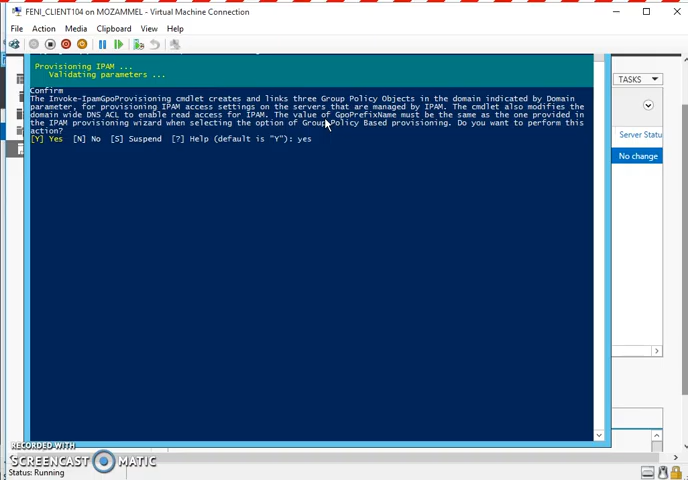 FENI_CLIENT104 on MOZAMMEL - Virtual Machine Connection
File Action Media Clipboard View Help
Provisioning IPAM ...
Validating parameters ...
Confirm
The Invoke-IpamGpoProvisioning cmdlet creates and links three Group Policy Objects in the domain indicated by Domain
parameter, for provisioning IPAM access settings on the servers that are managed by IPAM. The cmdlet also modifies the
domain wide DNS ACL to enable read access for IPAM. The value of GpoPrefixName must be the same as the one provided in
the IPAM provisioning wizard when selecting the option of Group Policy Based provisioning. Do you want to perform this
action?
[Y] Yes [N] No [S] Suspend [?] Help (default is "Y"): yes
TASKS
Server Statu
No change
RECORDED WITH
SCREENCAST MATIC
Status: Running